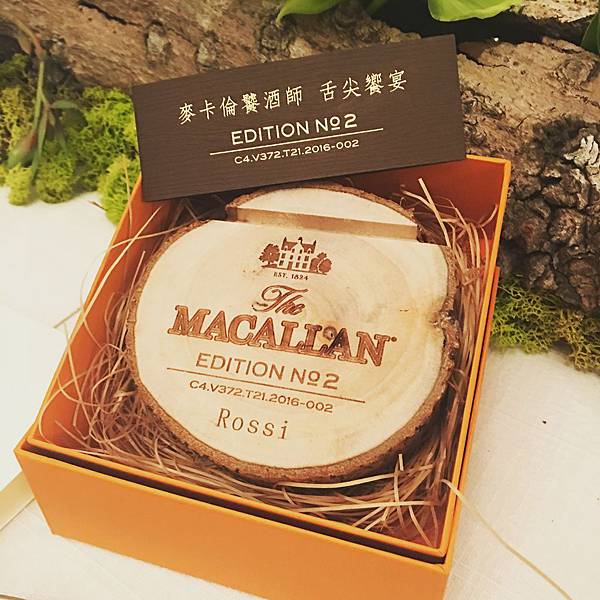 麥卡倫饕酒師 舌尖饗宴
EDITION Nº2
C4.V372.T21.2016-002
EST. 1824
The
MACALLAN®
EDITION Nº2
C4.V372.T21.2016-002
Rossi